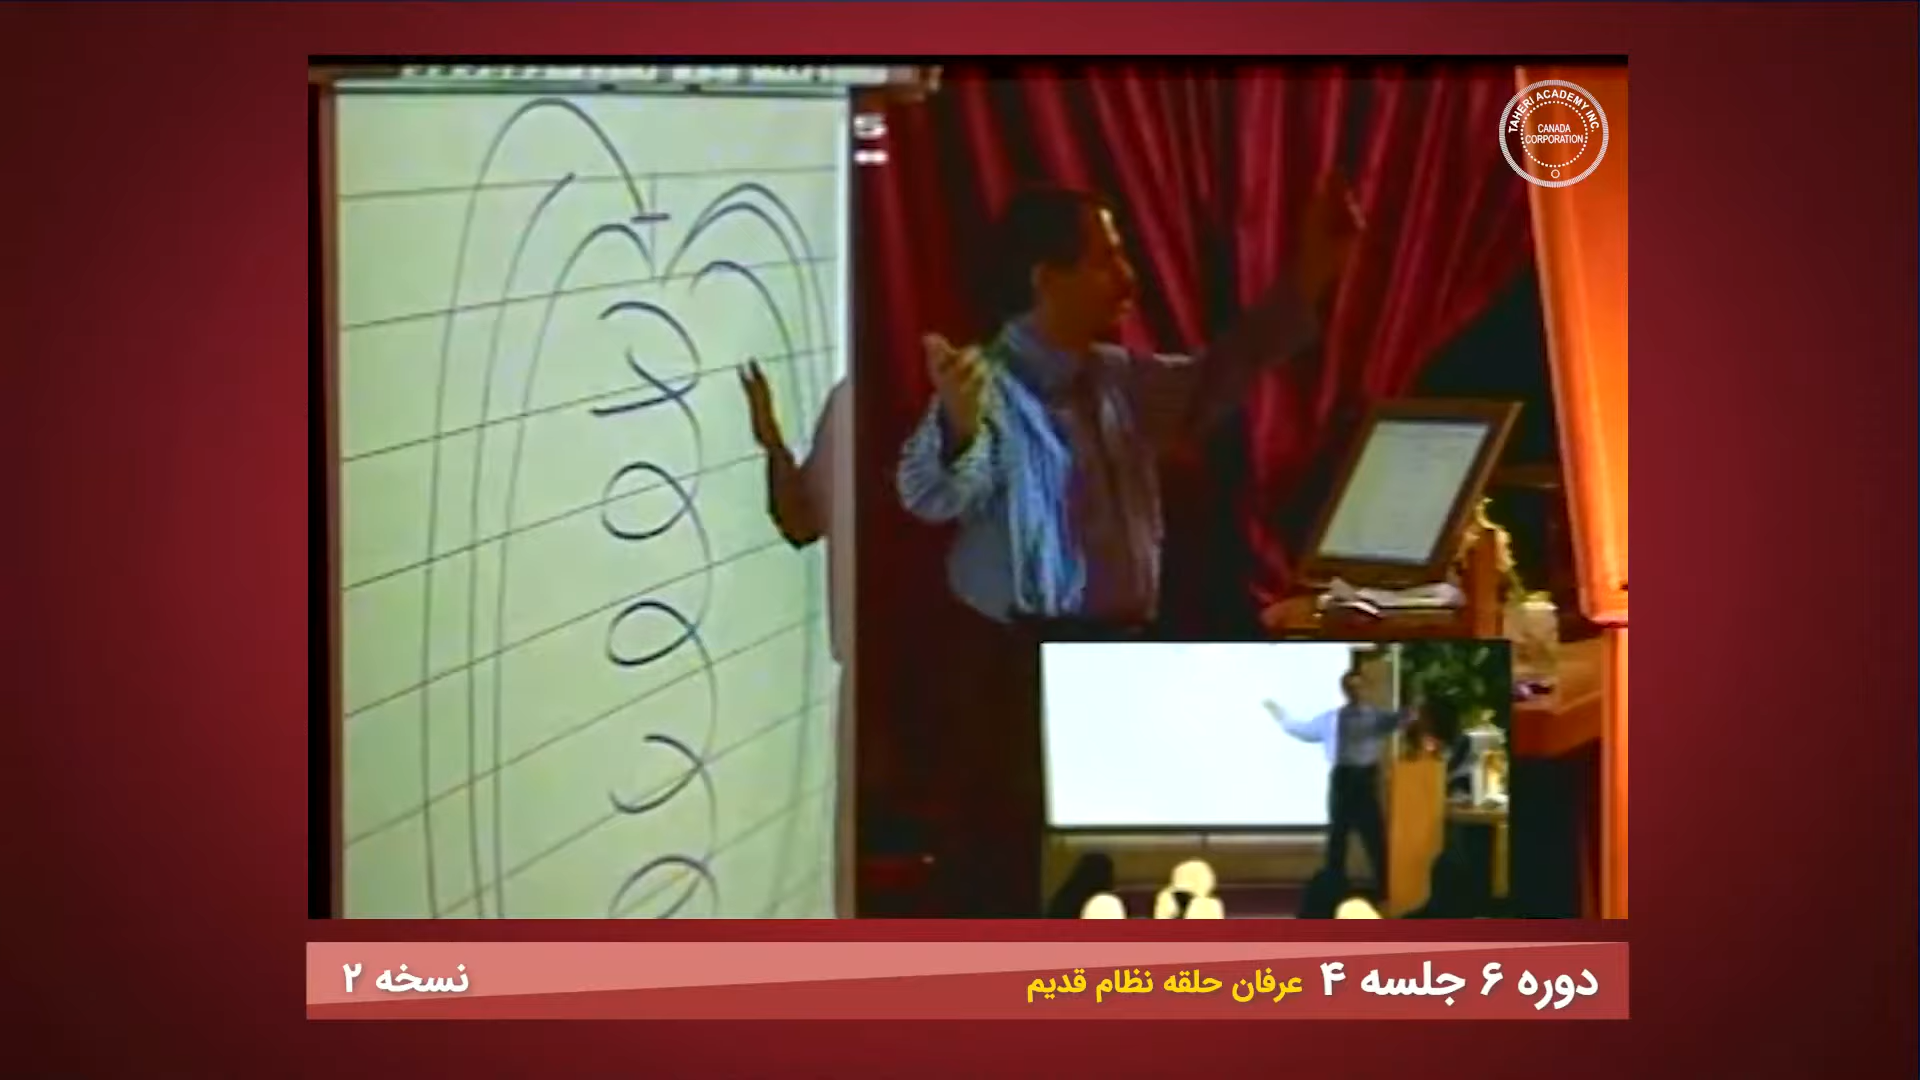 TAHERI ACADEMY INC.
CANADA
CORPORATION
دوره ۶ جلسه ۴ عرفان حلقه نظام قدیم
نسخه ۲